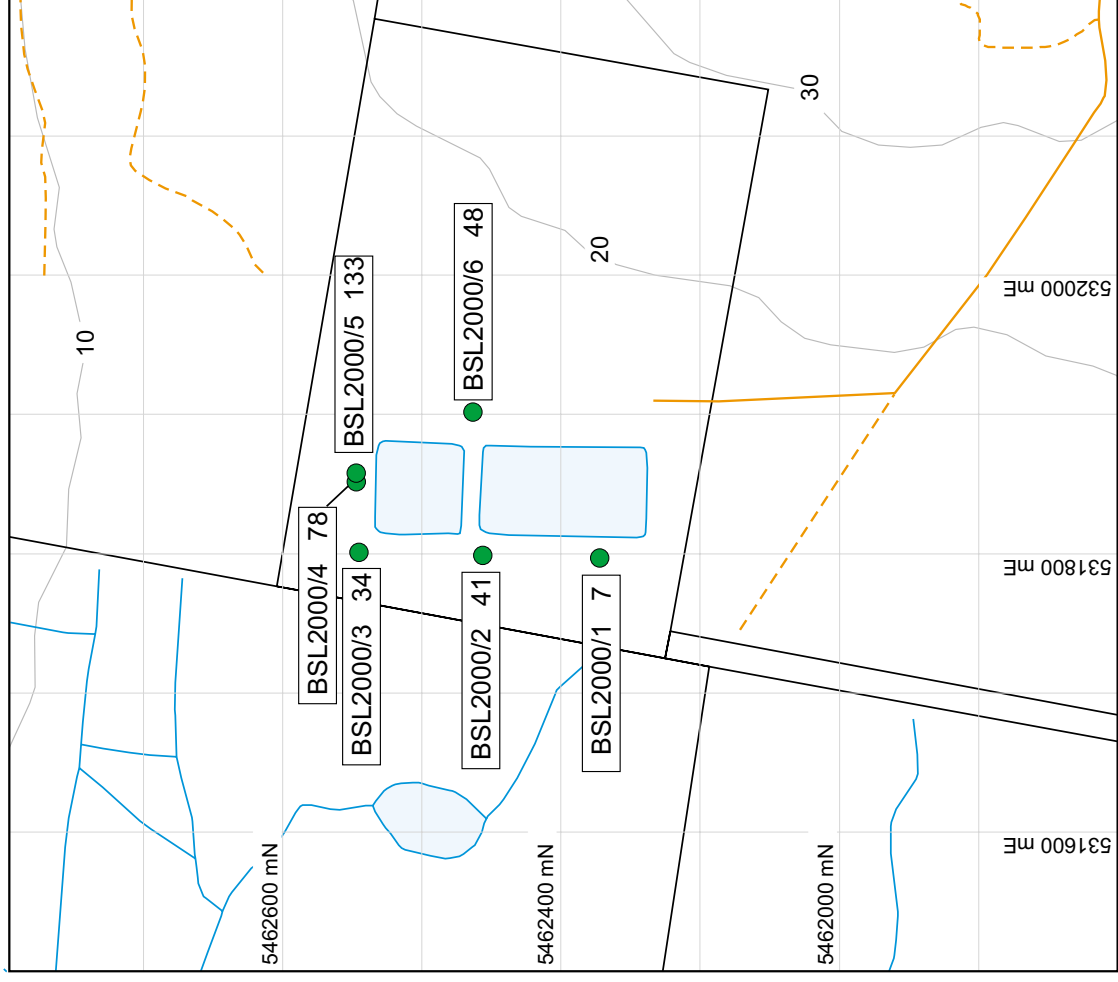 30
BSL2000/6 48
20
BSL2000/5 133
10
532000 mE
BSL2000/4 78
BSL2000/3 34
BSL2000/2 41
BSL2000/1 7
531800 mE
5462600 mN
5462400 mN
5462000 mN
531600 mE